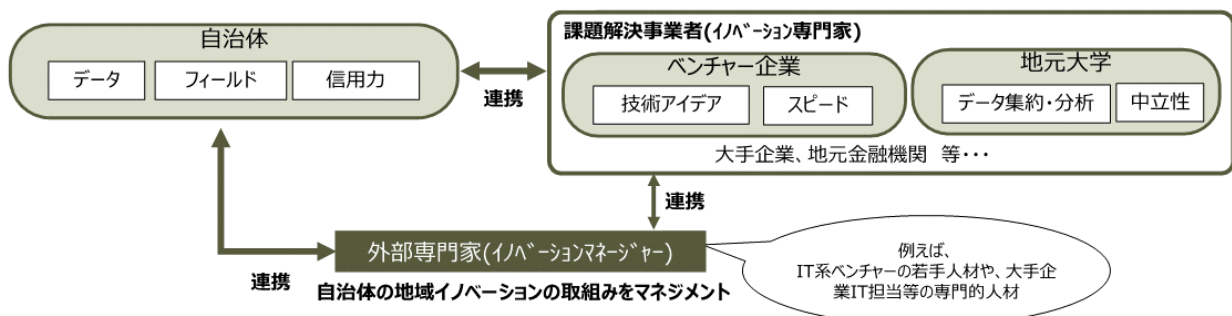 課題解決事業者(ｲﾉﾍﾞｰｼｮﾝ専門家)
自治体
データ
フィールド
信用力
連携
ベンチャー企業
技術アイデア
スピード
地元大学
データ集約・分析
中立性
大手企業、地元金融機関 等・・・
連携
外部専門家(ｲﾉﾍﾞｰｼｮﾝﾏﾈｰｼﾞｬｰ)
連携
自治体の地域イノベーションの取組みをマネジメント
例えば、
IT系ベンチャーの若手人材や、大手企
業IT担当等の専門的人材